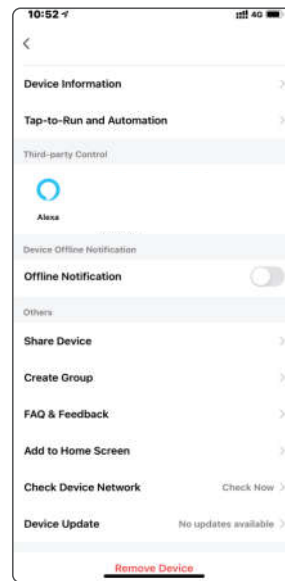 10:52
4G
Device Information
Tap-to-Run and Automation
Third-party Control
Alexa
Device Offline Notification
Offline Notification
Others
Share Device
Create Group
FAQ & Feedback
Add to Home Screen
Check Device Network Check Now
Device Update No updates available
Remove Device